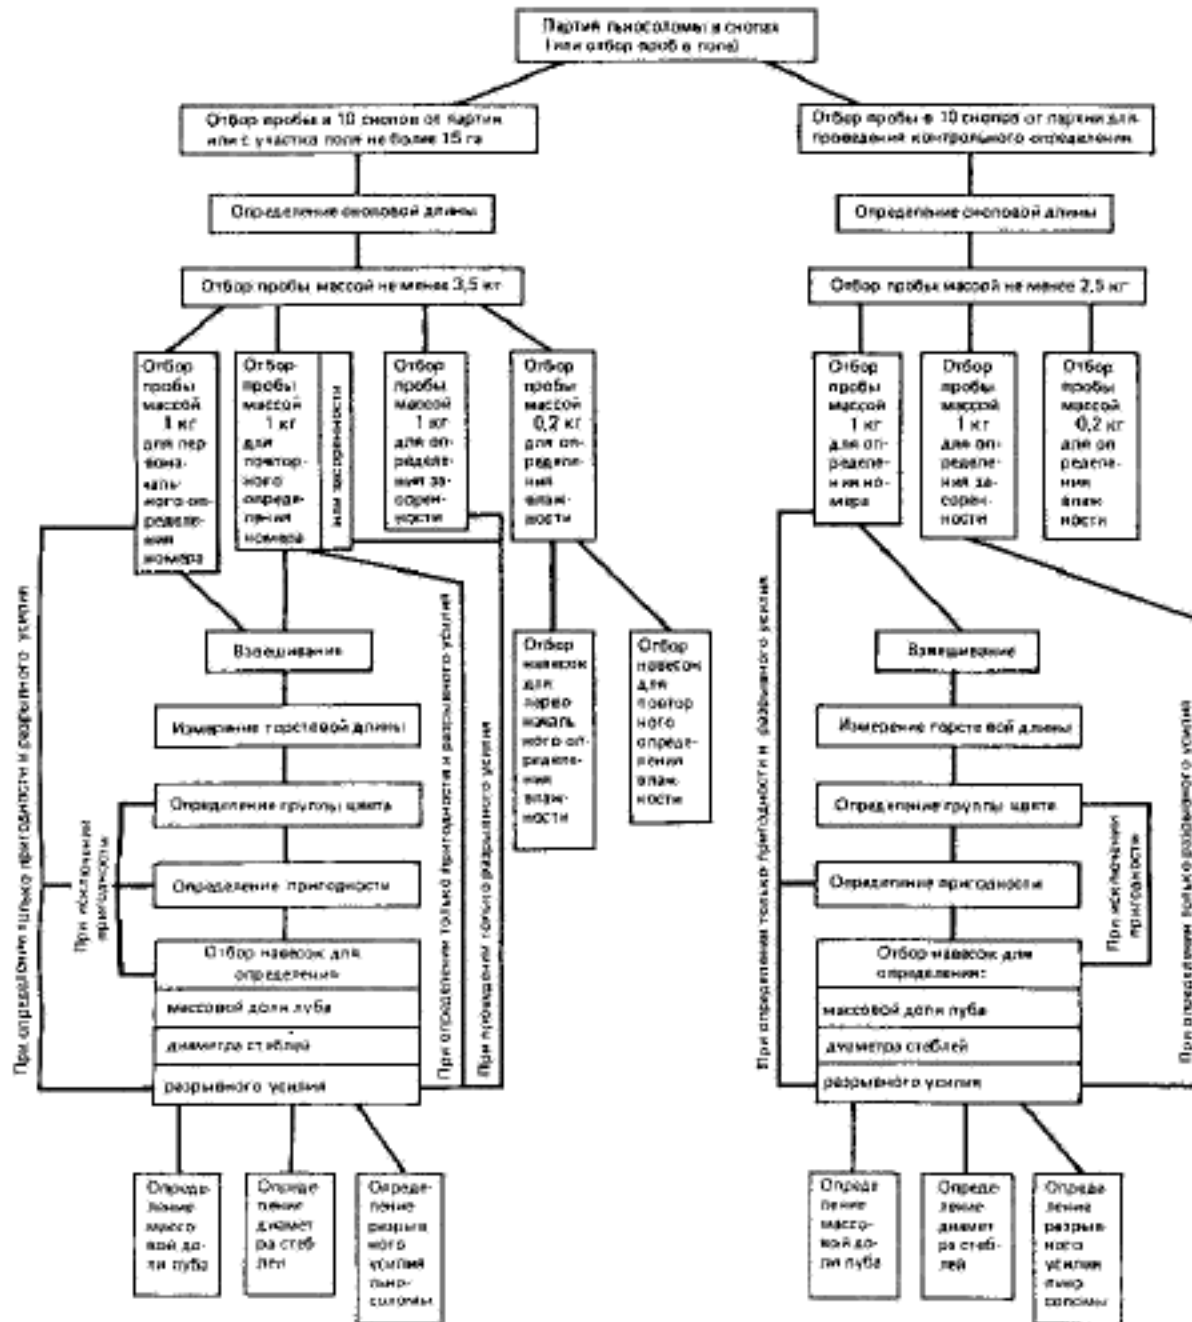 Партия льносоломы в снопах
(или отбор проб в поле)
Отбор пробы в 10 снопов от партии
или с участка поля не более 15 га
Определение сноповой длины
Отбор пробы массой не менее 3,5 кг
Отбор
пробы
массой
1 кг
для пер
вона-
чаль-
ного оп-
ределе-
ния
номера
Отбор
пробы
массой
1 кг
для
повтор-
ного
опреде-
ления
номера
или засоренности
Отбор
пробы
массой
1 кг
для оп-
ределе-
ния за-
сорен-
ности
Отбор
пробы
массой
0,2 кг
для оп-
ределе-
ния
влаж-
ности
Взвешивание
Отбор
навесок
для
перво
началь
ного оп-
ределе-
ния
влаж-
ности
Отбор
навесок
для
повтор
ного
опреде-
ления
влаж-
ности
Измерение горстевой длины
Определение группы цвета
Определение пригодности
Отбор навесок для
определения:
массовой доли луба
диаметра стеблей
разрывного усилия
При определении только пригодности и разрывного усилия
При исключении
пригодности
При определении только пригодности и разрывного усилия
При проведении только разрывного усилия
Опреде-
ление
массо
вой до-
ли луба
Опреде
ление
диамет
ра стеб
лей
Опреде-
ление
разрыв
ного
усилия
льно-
соломы
Отбор пробы в 10 снопов от партии для
проведения контрольного определения
Определение сноповой длины
Отбор пробы массой не менее 2,5 кг
Отбор
пробы
массой
1 кг
для оп-
ределе-
ния но-
мера
Отбор
пробы
массой
1 кг
для оп-
ределе-
ния за-
сорен-
ности
Отбор
пробы
массой
0,2 кг
для оп
ределе-
ния
влаж-
ности
Взвешивание
Измерение горстевой длины
Определение группы цвета
Определение пригодности
Отбор навесок для
определения:
массовой доли луба
диаметра стеблей
разрывного усилия
При определении только пригодности и разрывного усилия
При исключении
пригодности
При определении только разрывного усилия
Опреде
ление
массо-
вой до-
ли луба
Опреде-
ление
диамет
ра стеб-
лей
Опреде
ление
разрыв-
ного
усилия
соломы